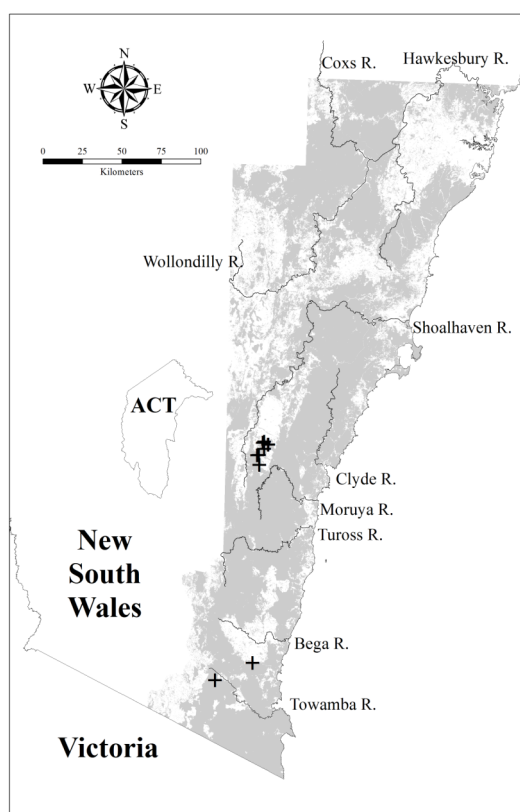 Coxs R.
Hawkesbury R.
N
W E
S
0 25 50 75 100
Kilometers
Wollondilly R.
Shoalhaven R.
ACT
Clyde R.
Moruya R.
Tuross R.
New
South
Wales
Bega R.
Towamba R.
Victoria